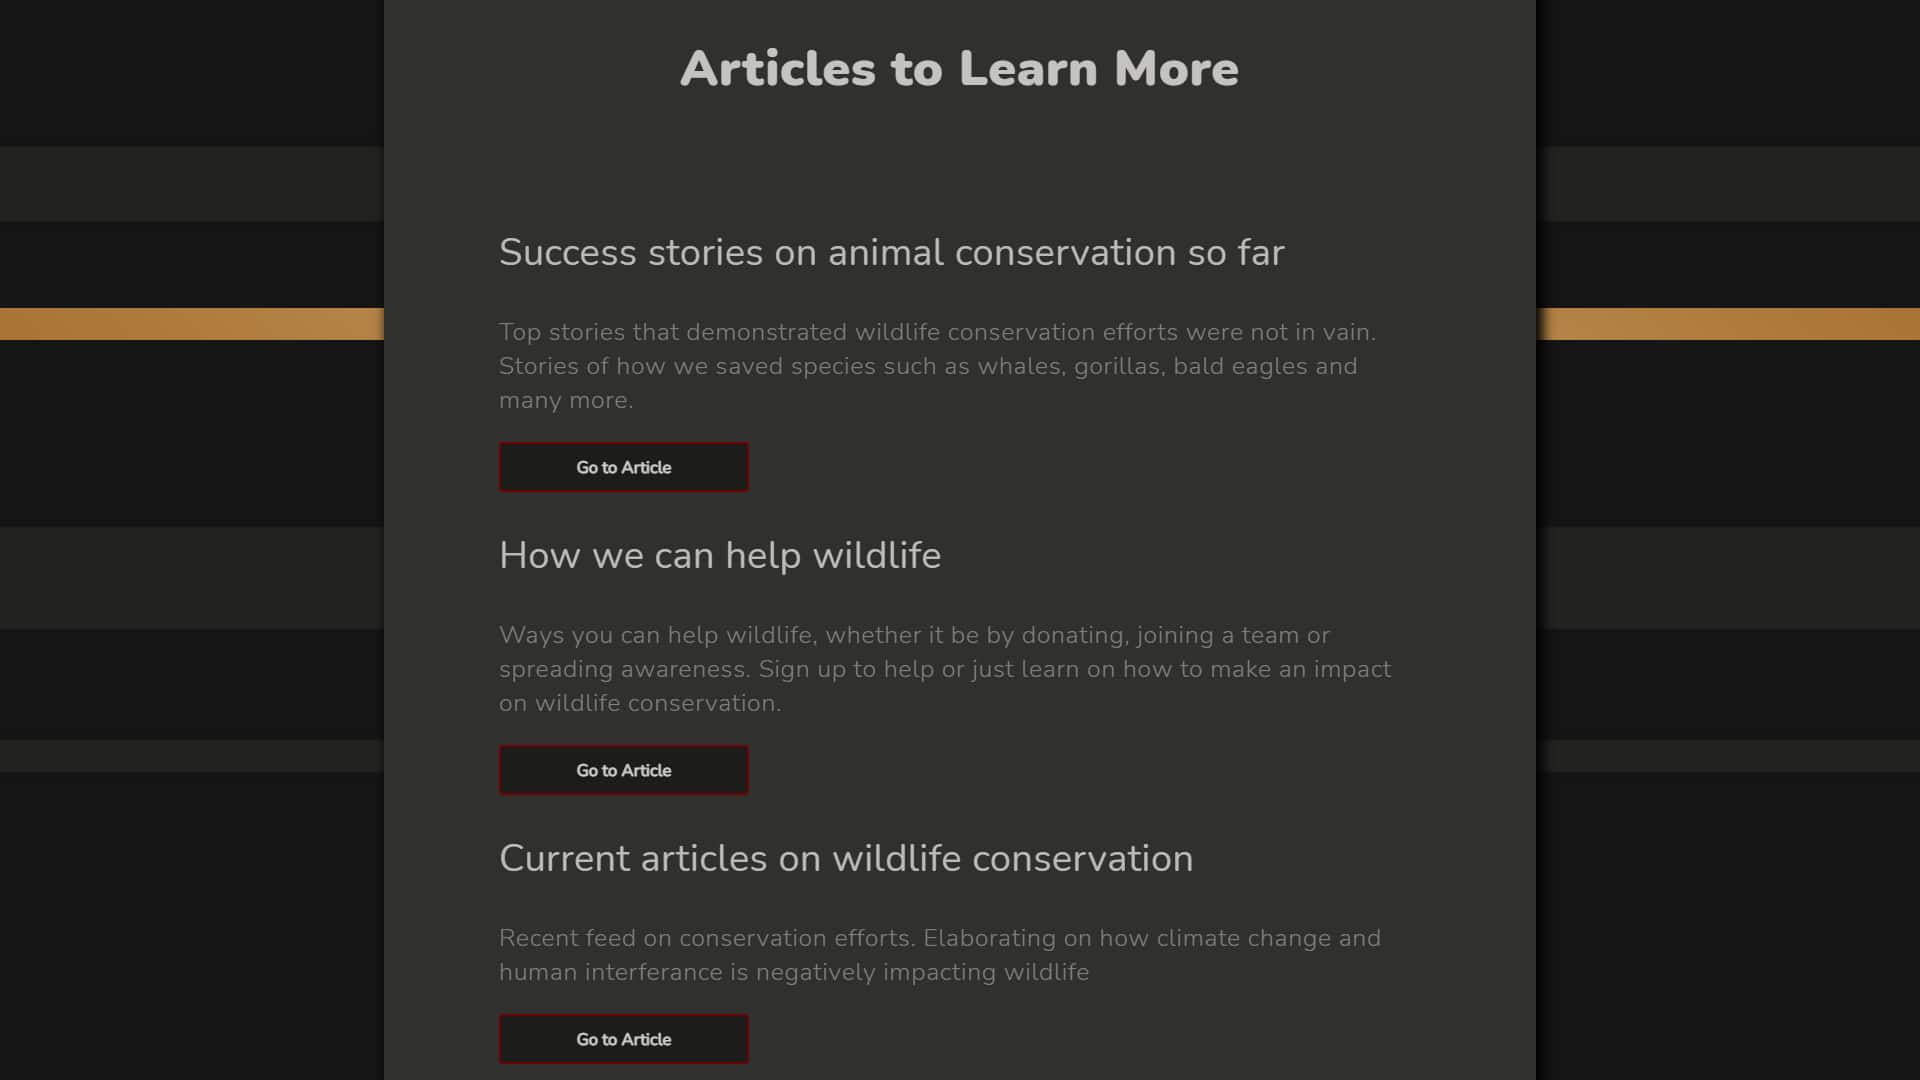 Articles to Learn More
Success stories on animal conservation so far
Top stories that demonstrated wildlife conservation efforts were not in vain.
Stories of how we saved species such as whales, gorillas, bald eagles and
many more.
Go to Article
How we can help wildlife
Ways you can help wildlife, whether it be by donating, joining a team or
spreading awareness. Sign up to help or just learn on how to make an impact
on wildlife conservation.
Go to Article
Current articles on wildlife conservation
Recent feed on conservation efforts. Elaborating on how climate change and
human interferance is negatively impacting wildlife
Go to Article